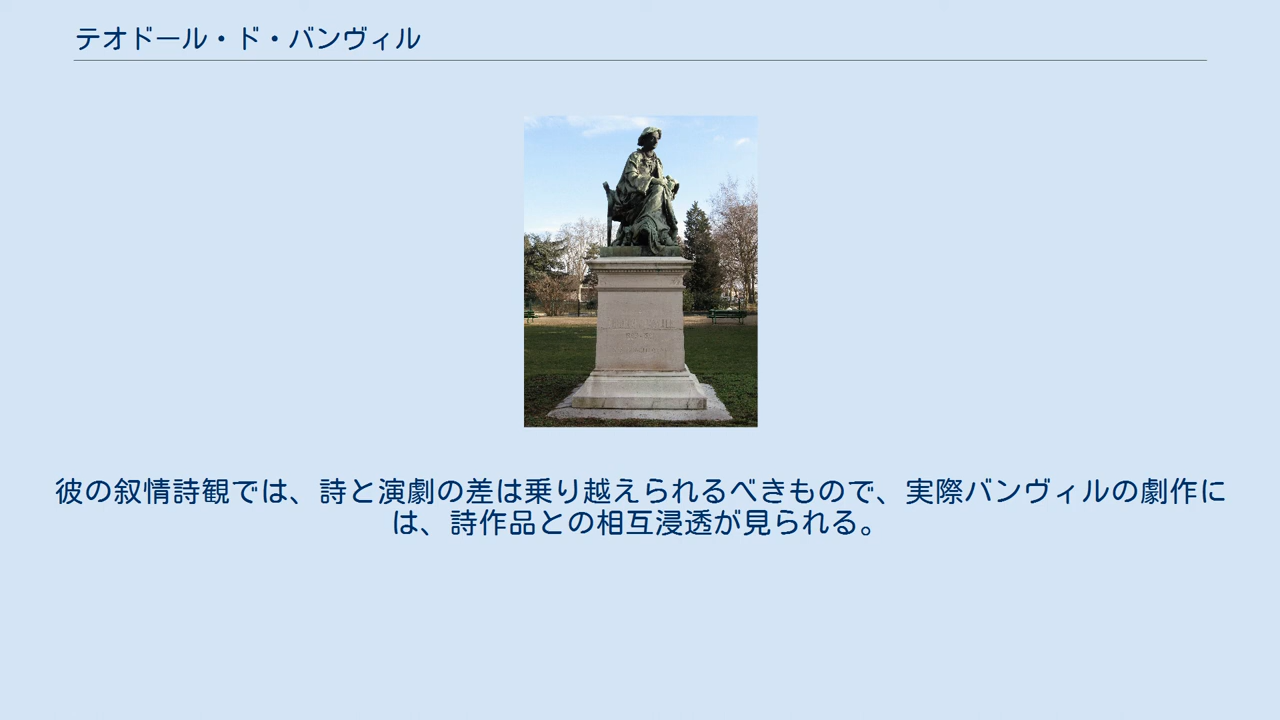 テオドール・ド・バンヴィル
彼の叙情詩観では、詩と演劇の差は乗り越えられるべきもので、実際バンヴィルの劇作に
は、詩作品との相互浸透が見られる。